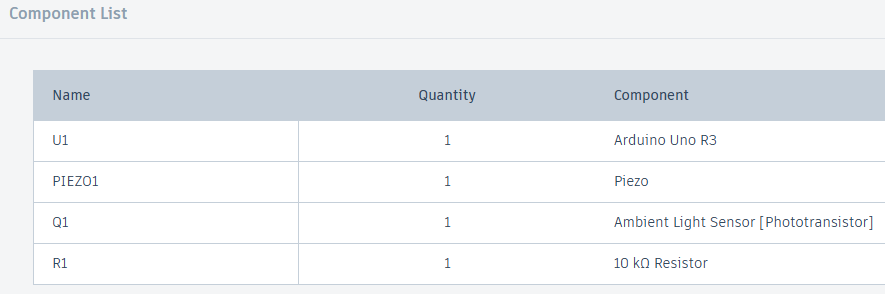 Component List
Name Quantity Component
U1 1 Arduino Uno R3
PIEZO1 1 Piezo
Q1 1 Ambient Light Sensor [Phototransistor]
R1 1 10 kΩ Resistor